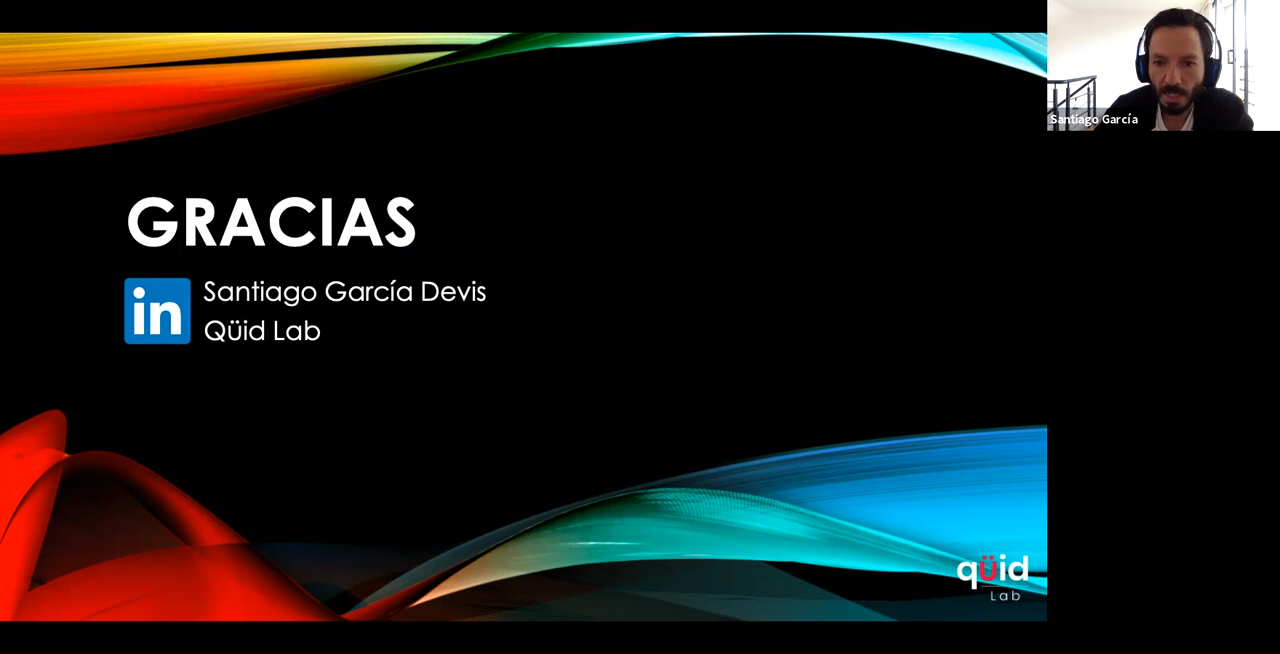 Santiago García
GRACIAS
in
Santiago García Devis
Qüid Lab
qüid
Lab